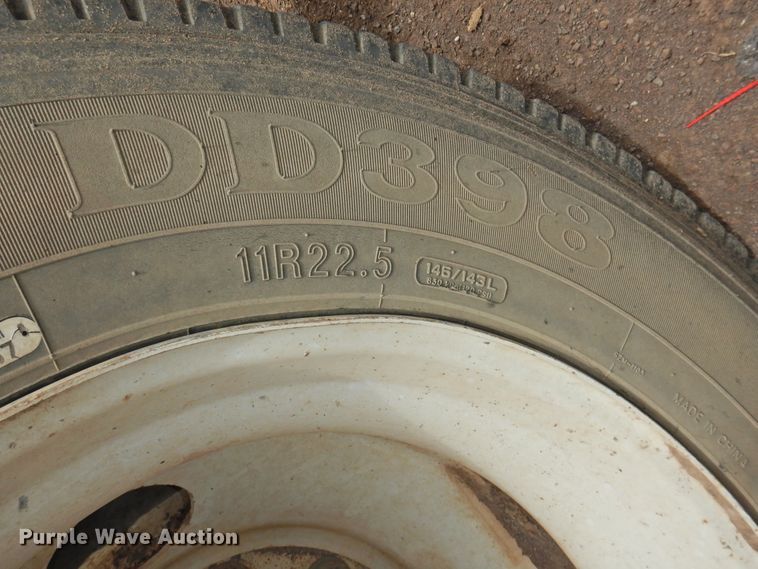 DD398
11R22.5
146/143L
MADE IN CHINA
Purple Wave Auction